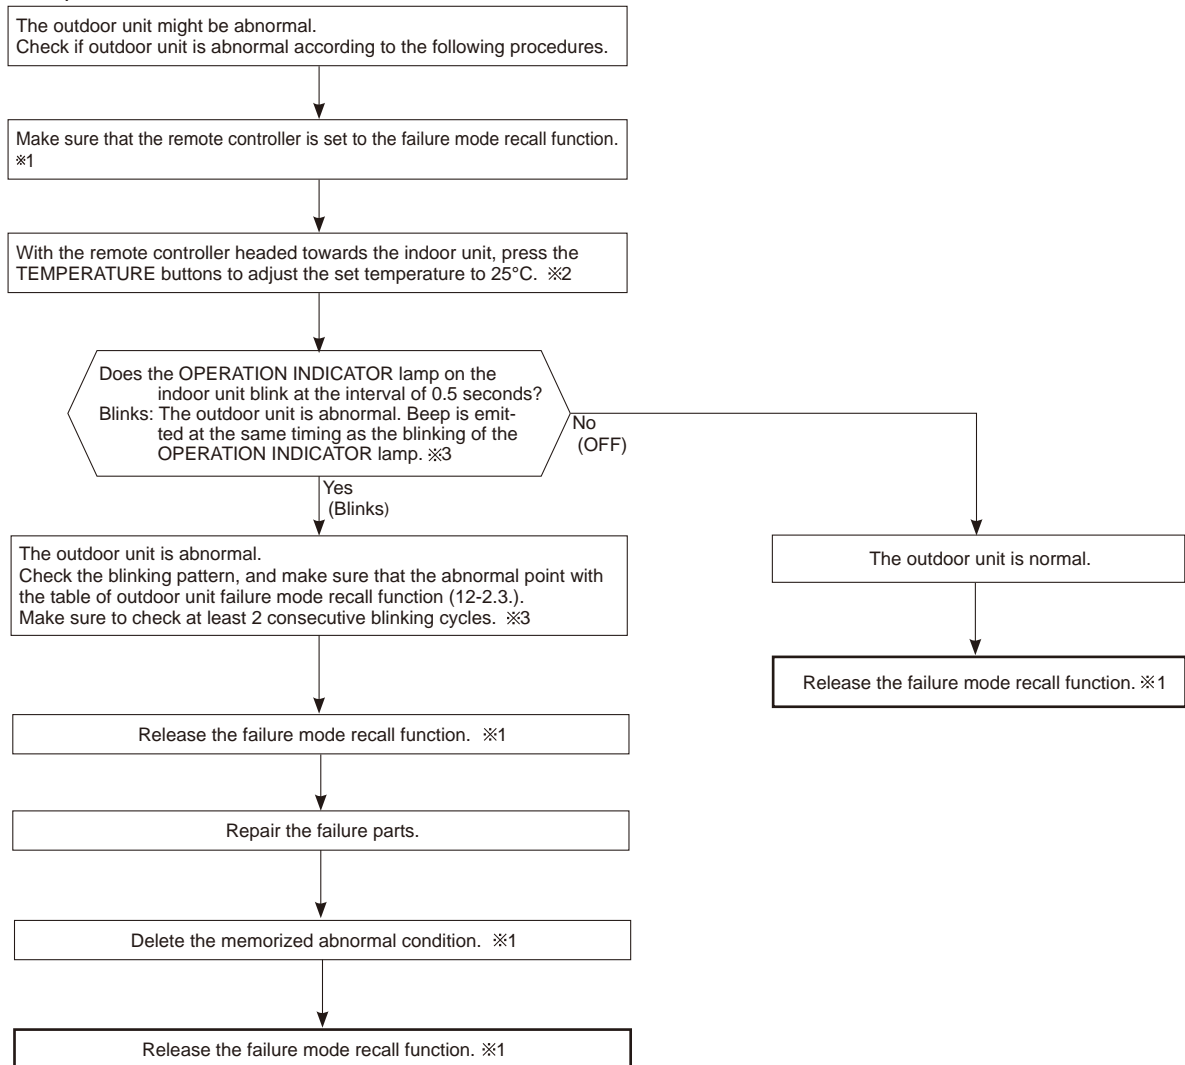 The outdoor unit might be abnormal.
Check if outdoor unit is abnormal according to the following procedures.
Make sure that the remote controller is set to the failure mode recall function.
※1
With the remote controller headed towards the indoor unit, press the
TEMPERATURE buttons to adjust the set temperature to 25°C. ※2
Does the OPERATION INDICATOR lamp on the
indoor unit blink at the interval of 0.5 seconds?
Blinks: The outdoor unit is abnormal. Beep is emit-
ted at the same timing as the blinking of the
OPERATION INDICATOR lamp. ※3
No
(OFF)
Yes
(Blinks)
The outdoor unit is abnormal.
Check the blinking pattern, and make sure that the abnormal point with
the table of outdoor unit failure mode recall function (12-2.3.).
Make sure to check at least 2 consecutive blinking cycles. ※3
The outdoor unit is normal.
Release the failure mode recall function. ※1
Release the failure mode recall function. ※1
Repair the failure parts.
Delete the memorized abnormal condition. ※1
Release the failure mode recall function. ※1